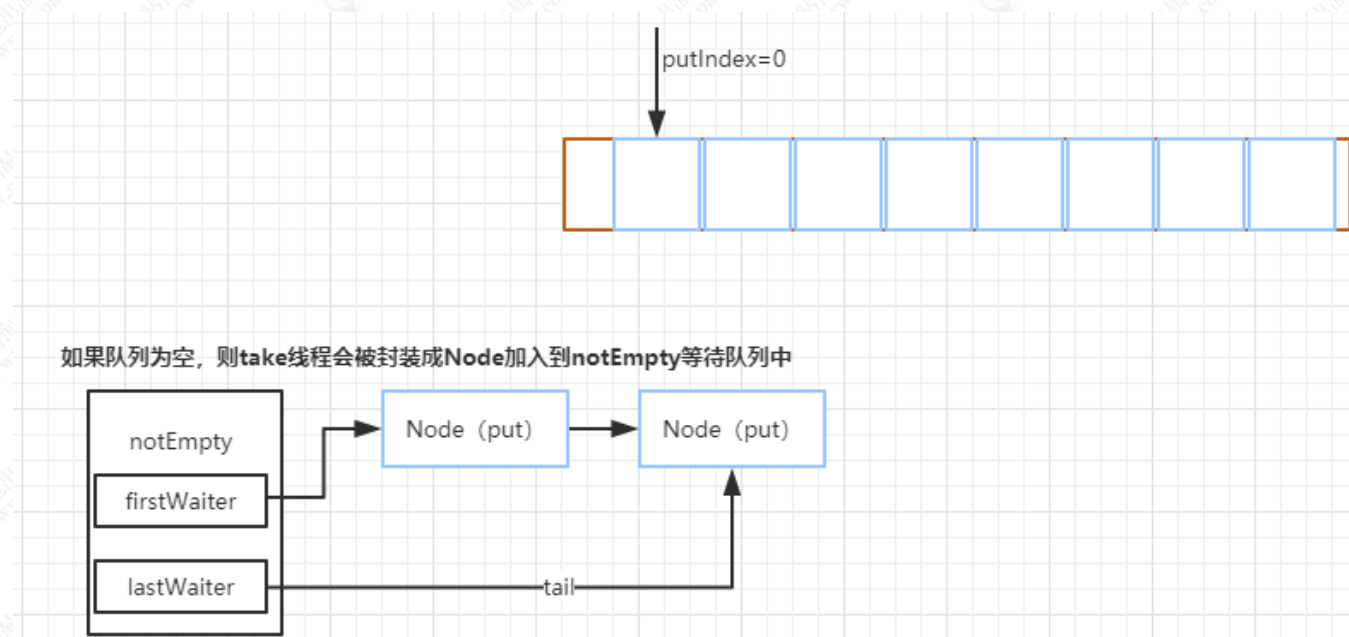 putIndex=0
如果队列为空，则take线程会被封装成Node加入到notEmpty等待队列中
notEmpty
Node（put）
Node（put）
firstWaiter
lastWaiter
tail